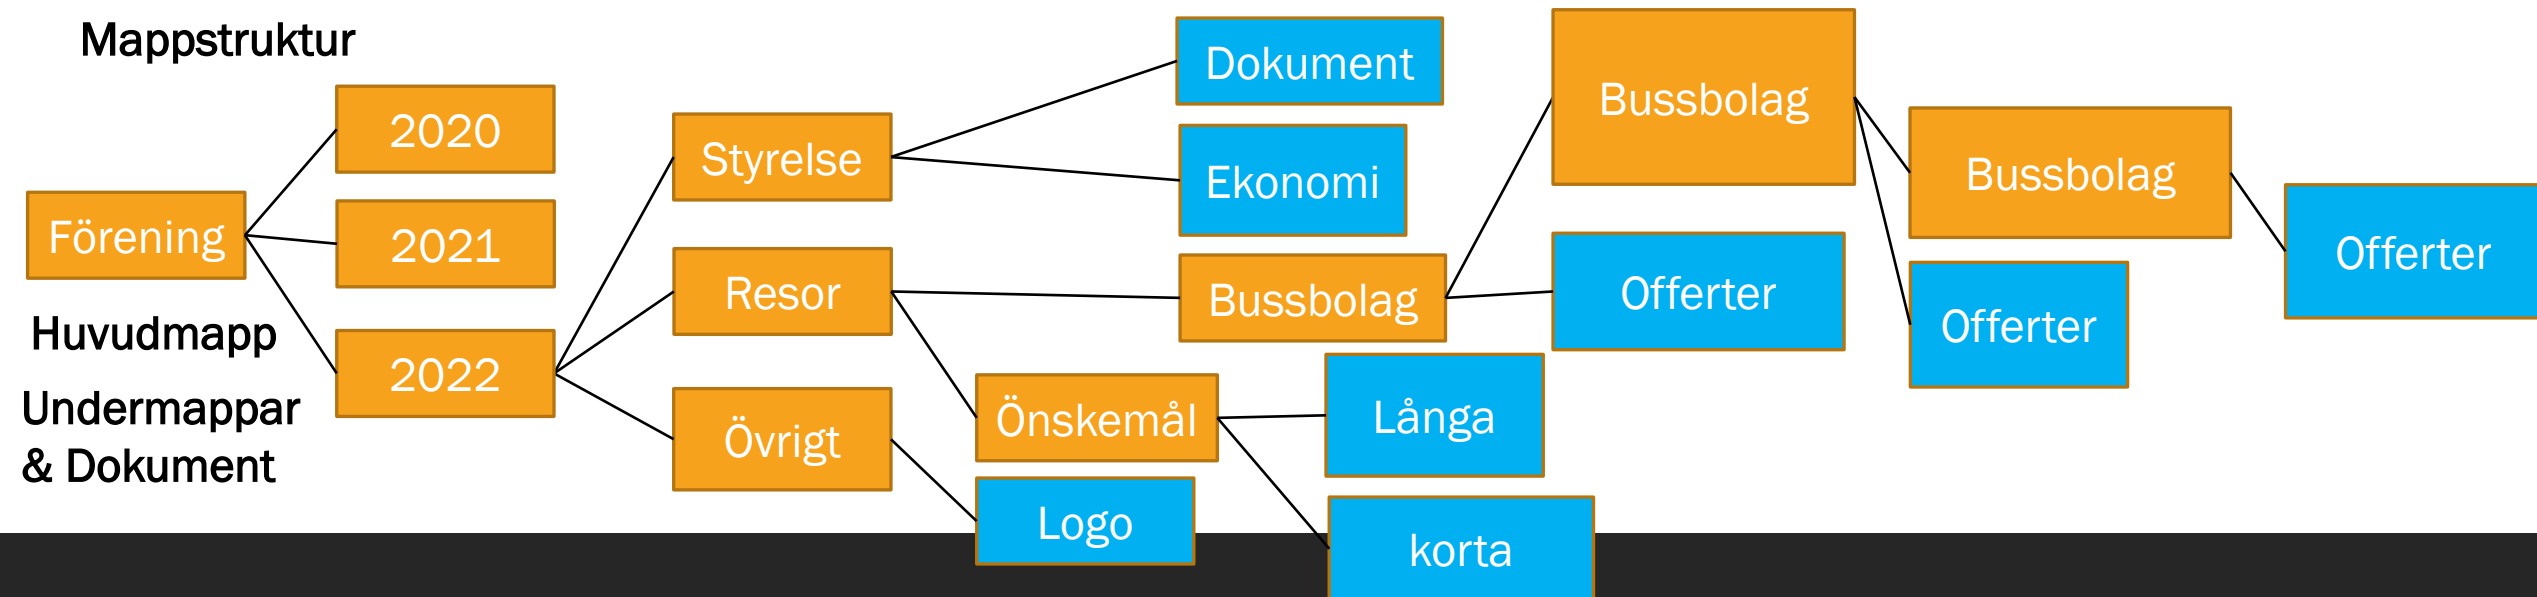 Mappstruktur
Förening
2020
2021
2022
Huvudmapp
Undermappar
& Dokument
Styrelse
Resor
Övrigt
Dokument
Ekonomi
Bussbolag
Önskemål
Logo
Långa
korta
Bussbolag
Offerter
Bussbolag
Offerter
Offerter